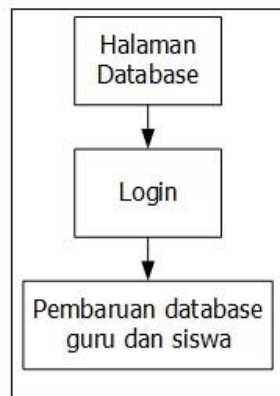 Halaman
Database
Login
Pembaruan database
guru dan siswa